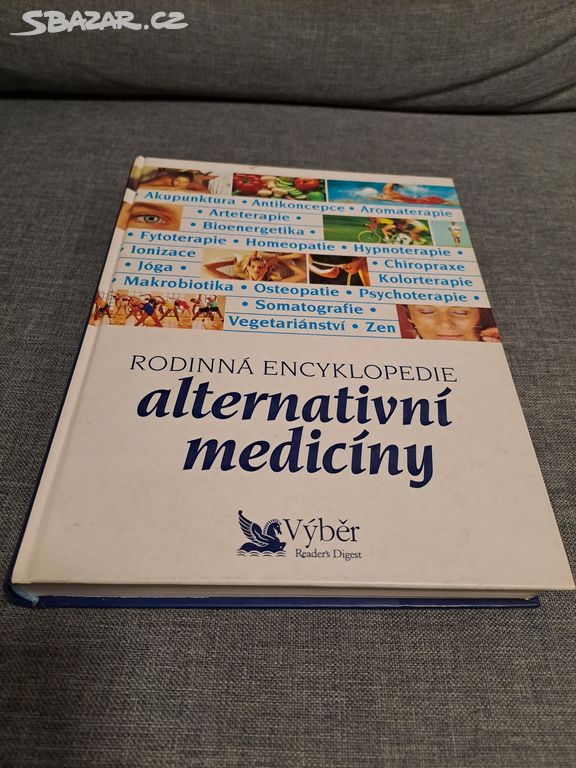 SBAZAR.CZ
Akupunktura • Antikoncepce • Aromaterapie
• Arteterapie •
• Bioenergetika •
• Fytoterapie • Homeopatie • Hypnoterapie •
Ionizace • Chiropraxe
• Jóga • Kolorterapie
Makrobiotika • Osteopatie • Psychoterapie •
• Somatografie •
Vegetariánství • Zen
RODINNÁ ENCYKLOPEDIE
alternativní
medicíny
Výběr
Reader's Digest